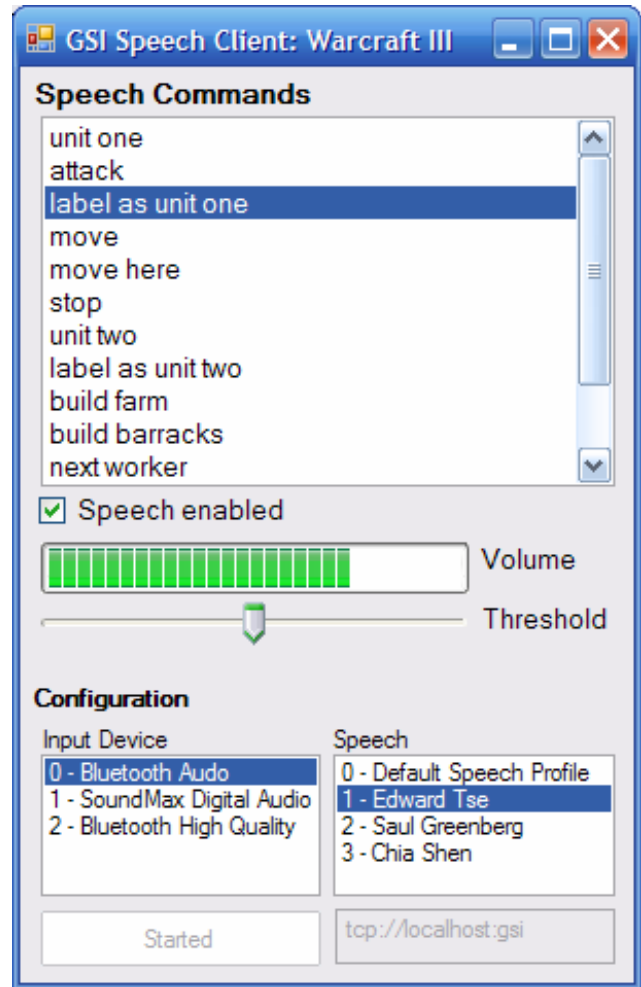 GSI Speech Client: Warcraft III
Speech Commands
unit one
attack
label as unit one
move
move here
stop
unit two
label as unit two
build farm
build barracks
next worker
Speech enabled
Volume
Threshold
Configuration
Input Device
0 - Bluetooth Audo
1 - SoundMax Digital Audio
2 - Bluetooth High Quality
Speech
0 - Default Speech Profile
1 - Edward Tse
2 - Saul Greenberg
3 - Chia Shen
Started
tcp://localhost:gsi